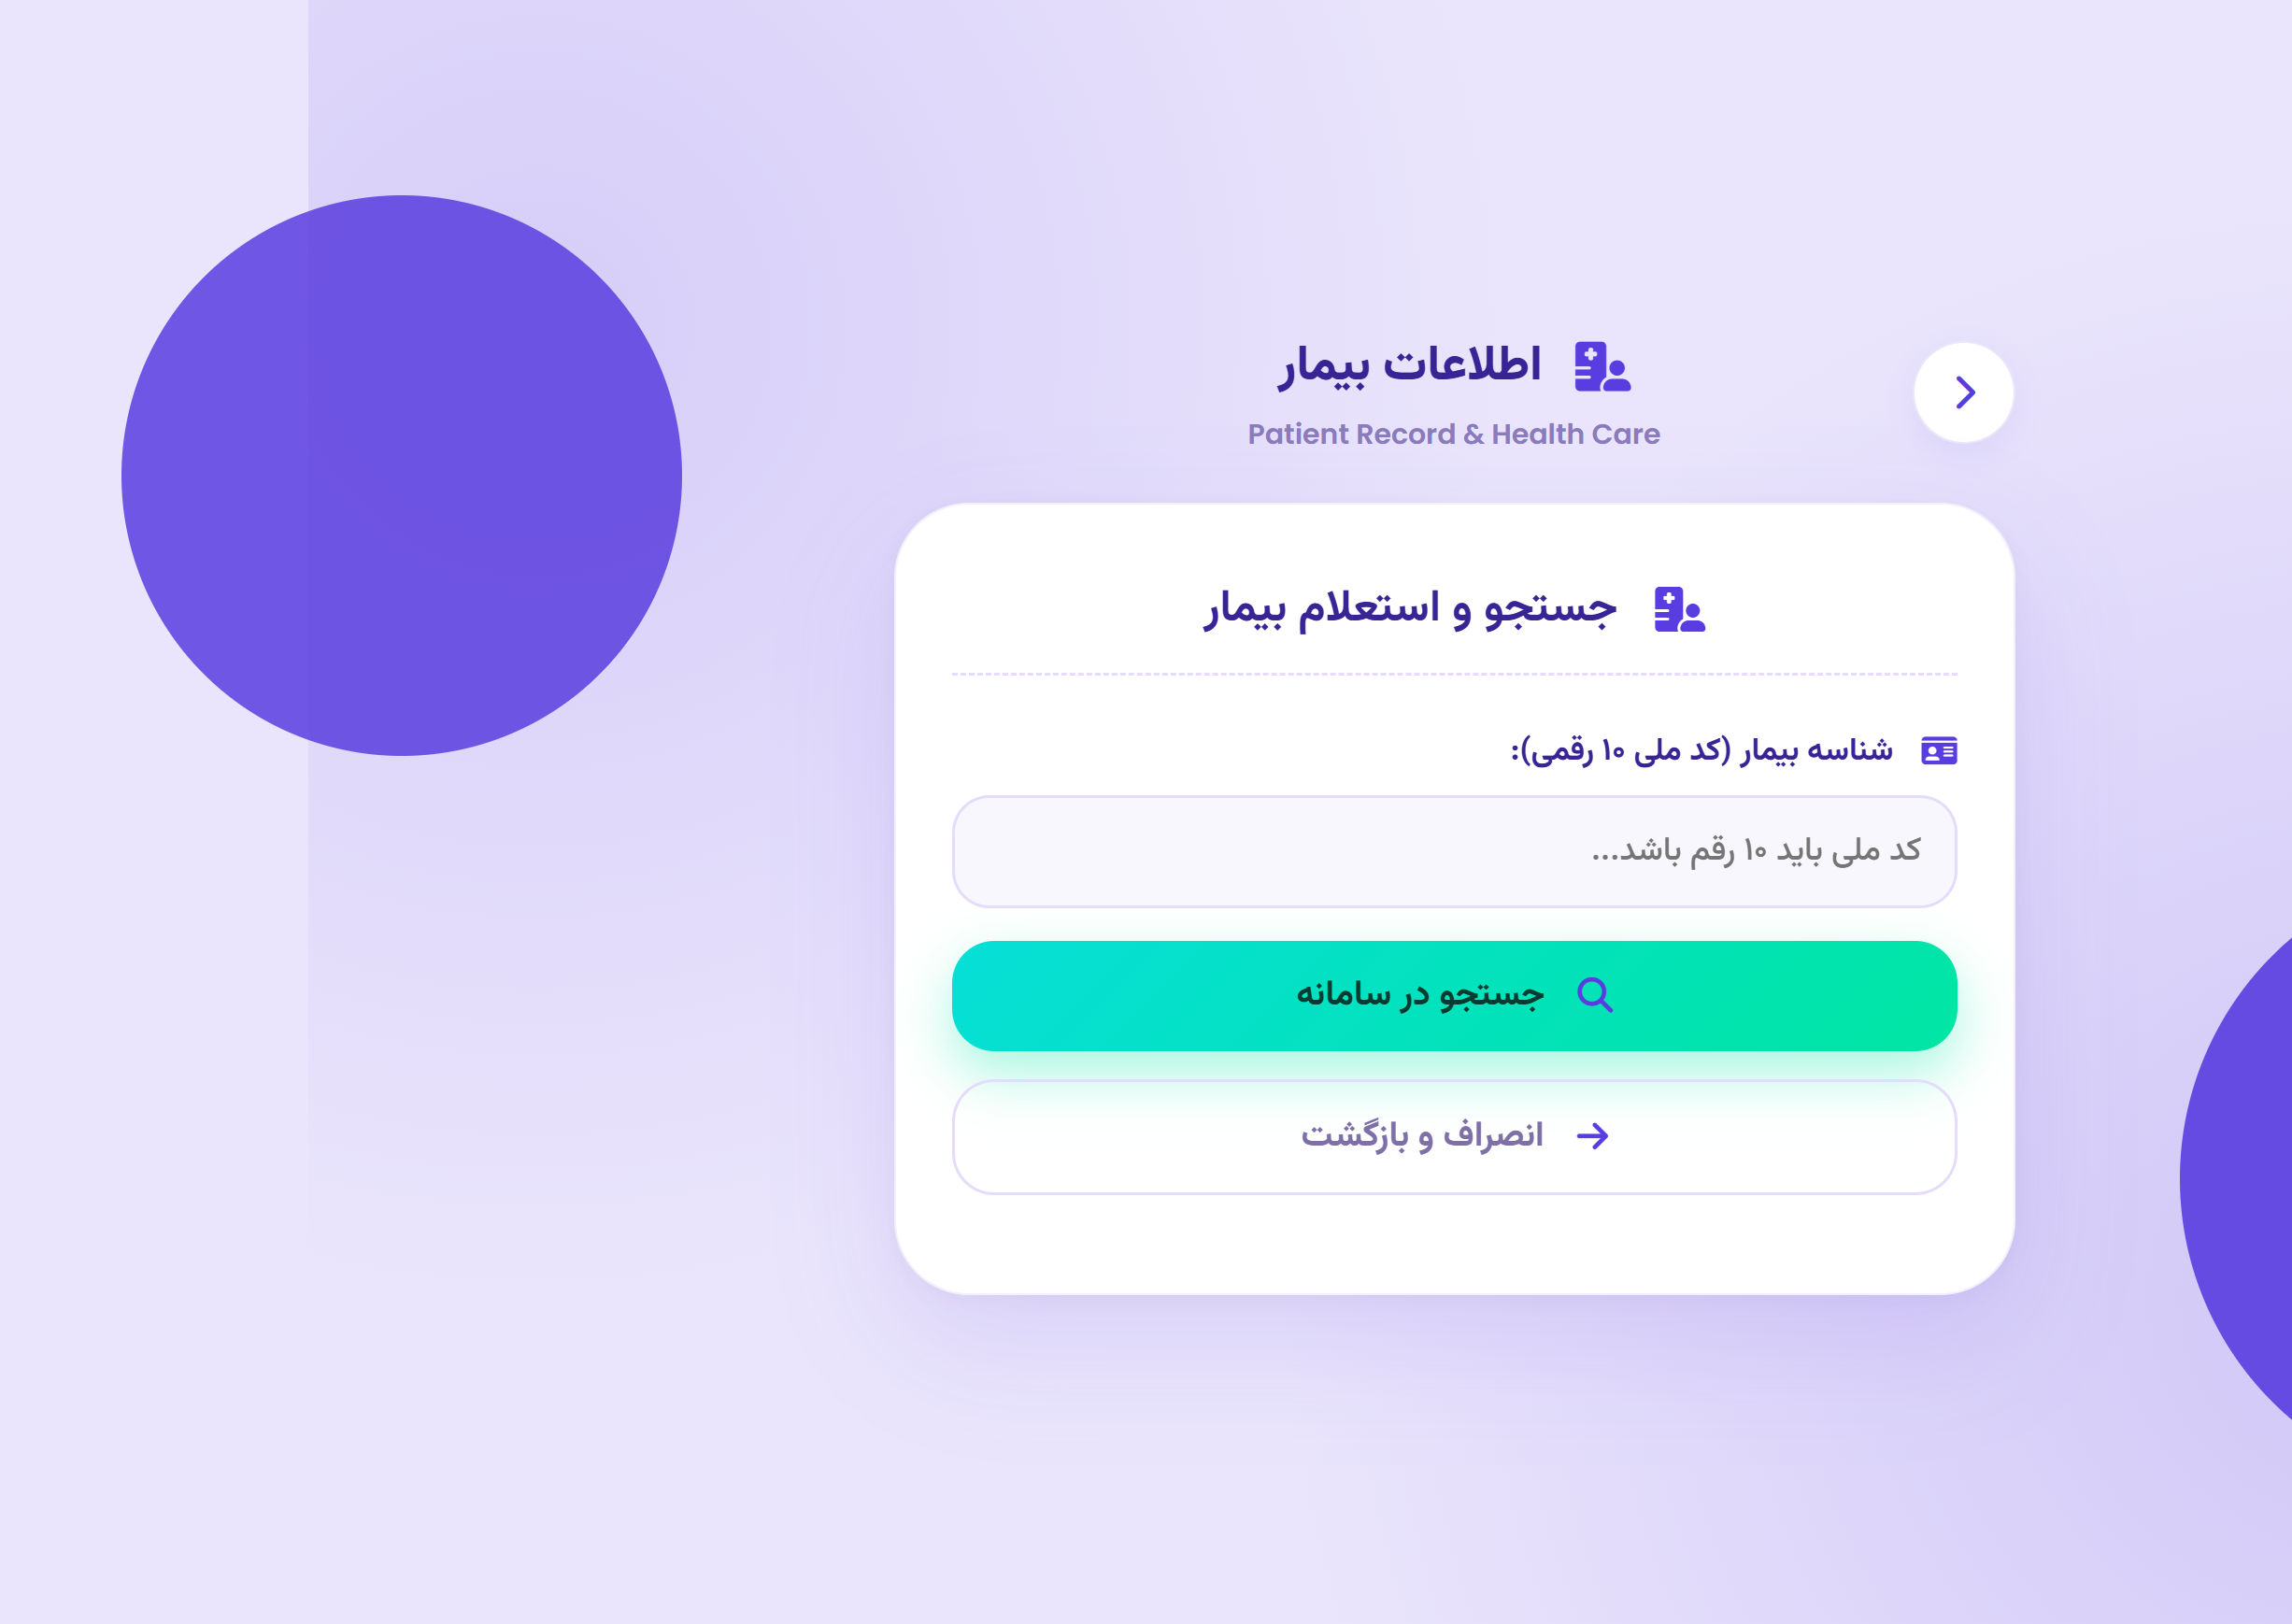 اطلاعات بیمار
Patient Record & Health Care
جستجو و استعلام بیمار
شناسه بیمار (کد ملی ۱۰ رقمی):
کد ملی باید ۱۰ رقم باشد...
جستجو در سامانه
انصراف و بازگشت